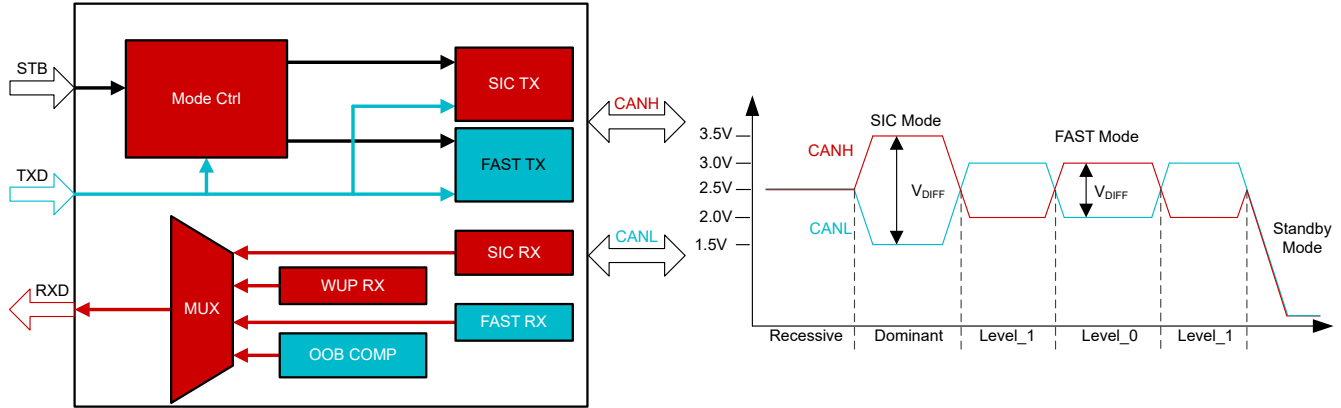 STB
Mode Ctrl
SIC TX
FAST TX
TXD
CANH
CANL
SIC RX
WUP RX
FAST RX
OOB COMP
MUX
RXD
SIC Mode
FAST Mode
3.5V
3.0V
2.5V
2.0V
1.5V
CANH
CANL
VDIFF
VDIFF
Standby
Mode
Recessive
Dominant
Level_1
Level_0
Level_1